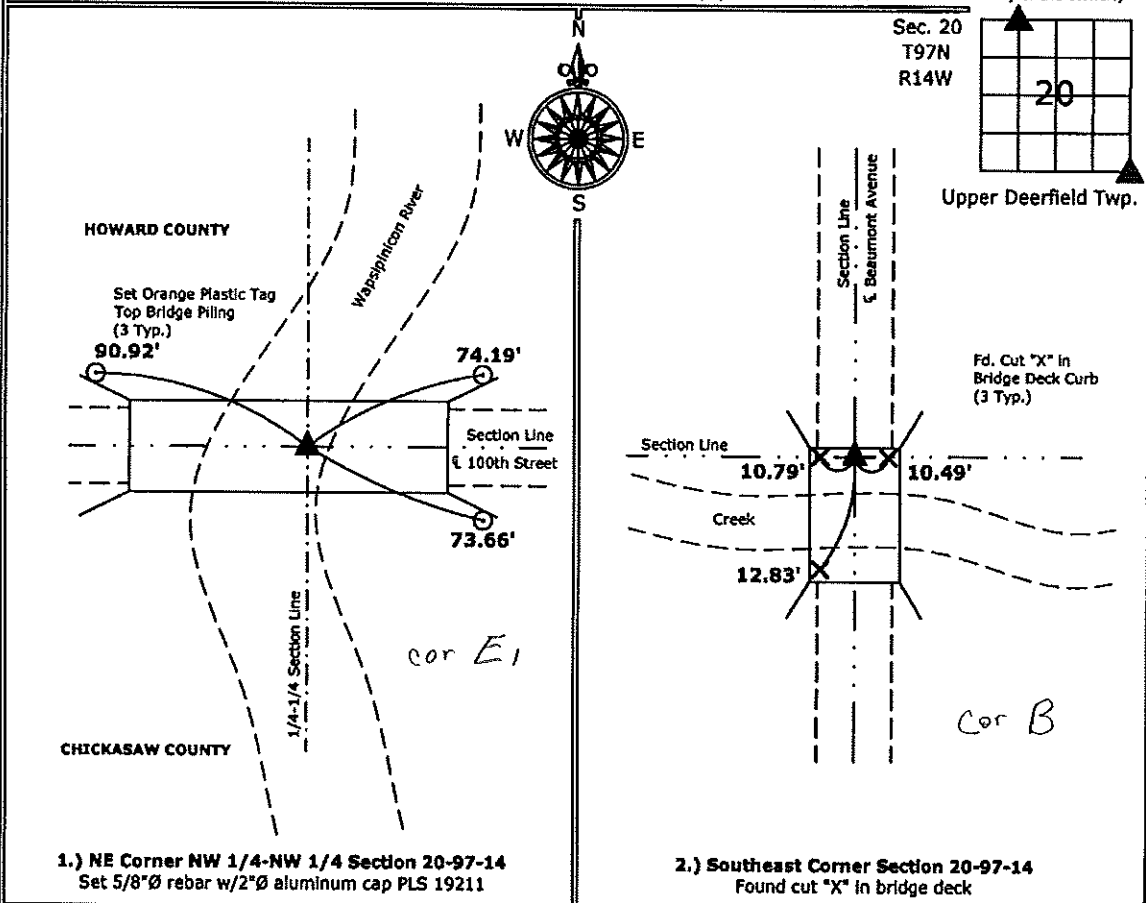 N
W
E
S
Sec. 20
T97N
R14W
20
Upper Deerfield Twp.
HOWARD COUNTY
Wapsipinicon River
Set Orange Plastic Tag
Top Bridge Piling
(3 Typ.)
90.92'
74.19'
Section Line
℄ 100th Street
73.66'
1/4-1/4 Section Line
cor E1
CHICKASAW COUNTY
1.) NE Corner NW 1/4-NW 1/4 Section 20-97-14
Set 5/8"Ø rebar w/2"Ø aluminum cap PLS 19211
Section Line
℄ Beaumont Avenue
Fd. Cut "X" in
Bridge Deck Curb
(3 Typ.)
Section Line
10.79'
10.49'
Creek
12.83'
Cor B
2.) Southeast Corner Section 20-97-14
Found cut "X" in bridge deck